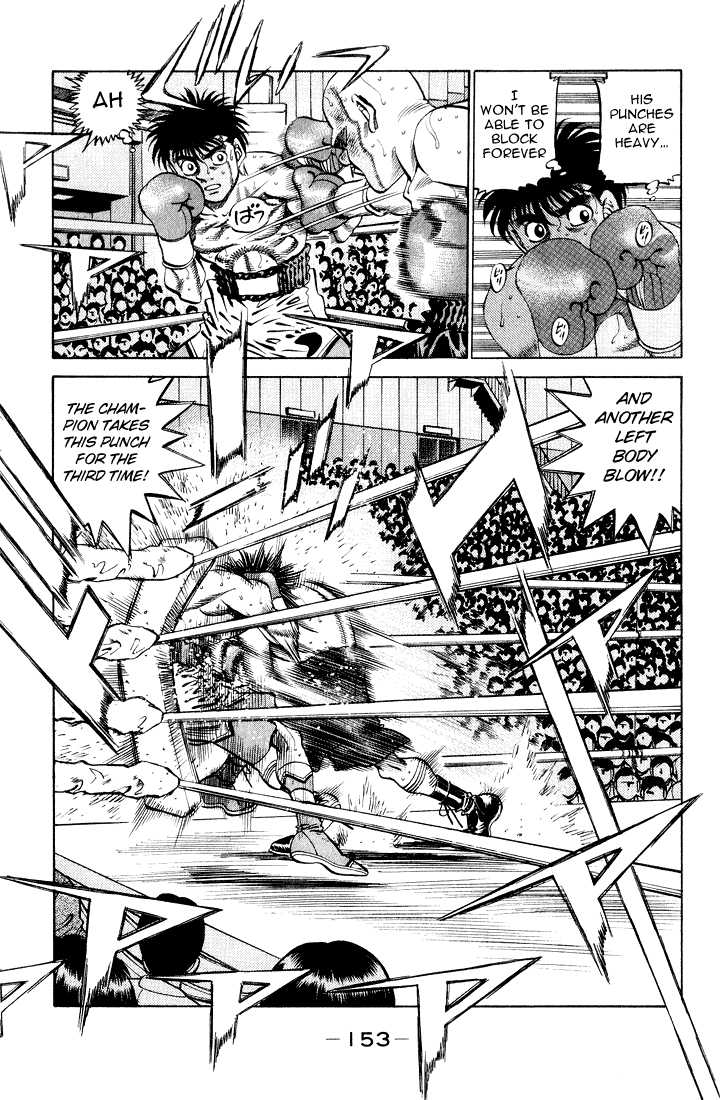 HIS
PUNCHES
ARE
HEAVY...
I
WON'T BE
ABLE TO
BLOCK
FOREVER
AH
ばっ
AND
ANOTHER
LEFT
BODY
BLOW!!
THE CHAM-
PION TAKES
THIS PUNCH
FOR THE
THIRD TIME!
-153-